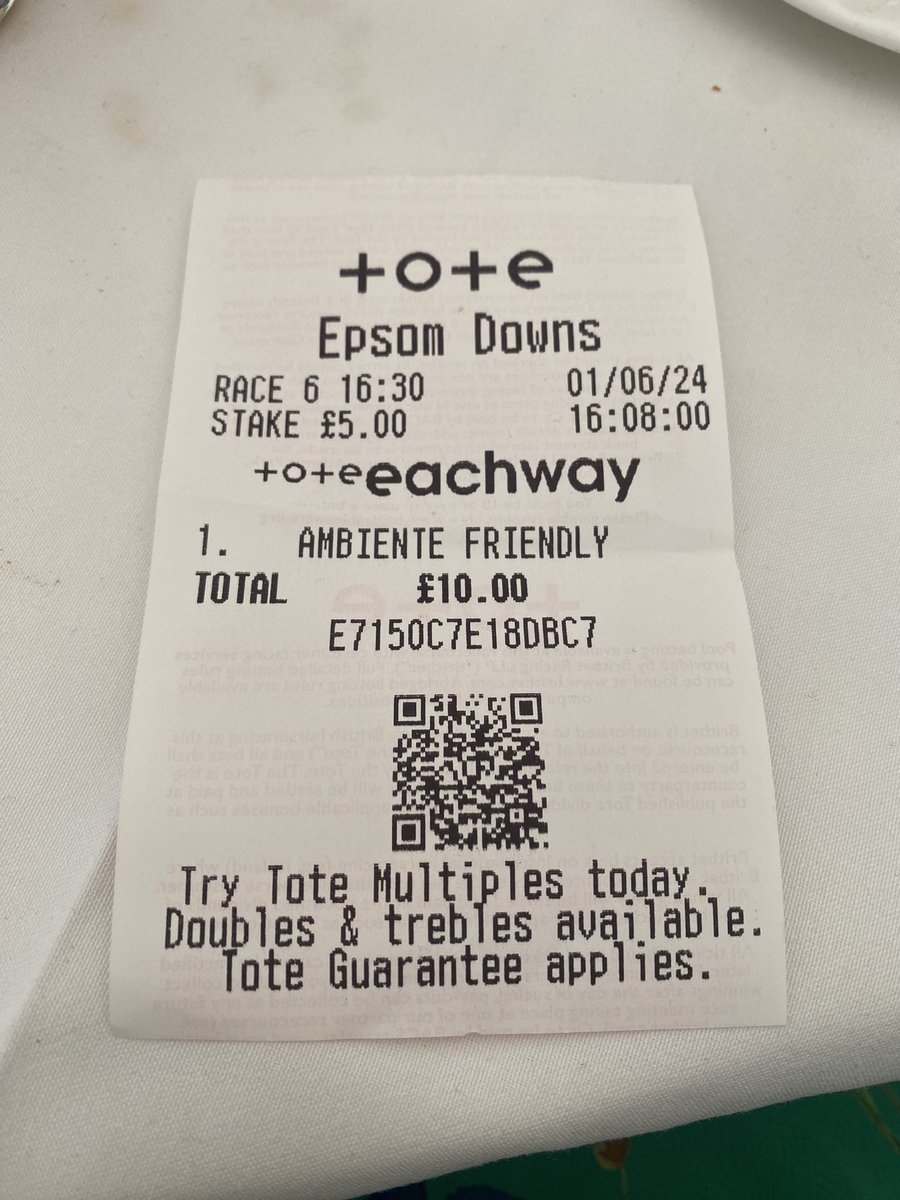 tote
Epsom Downs
RACE 6 16:30 01/06/24
STAKE £5.00 16:08:00
toteeachway
1. AMBIENTE FRIENDLY
TOTAL £10.00
E7150C7E18DBC7
Try Tote Multiples today.
Doubles & trebles available.
Tote Guarantee applies.